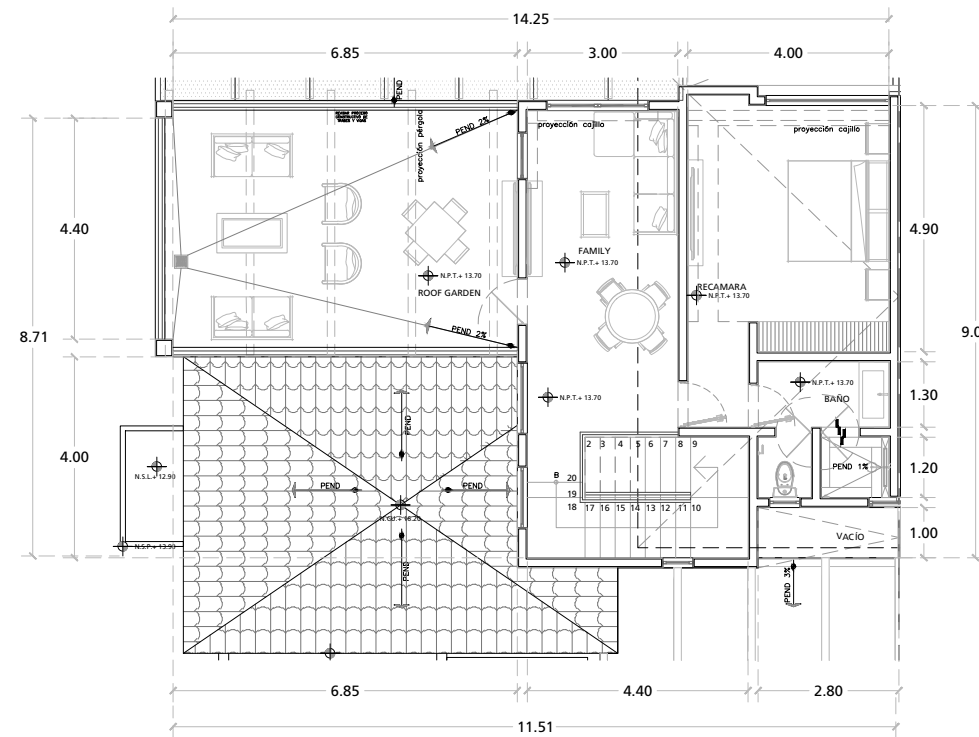 14.25
6.85
3.00
4.00
PEND
proyección pérgola
PEND 2%
proyección cajillo
proyección cajillo
4.40
4.90
FAMILY
N.P.T.+ 13.70
N.P.T.+ 13.70
ROOF GARDEN
RECAMARA
N.P.T.+ 13.70
8.71
9.0
PEND 2%
N.P.T.+ 13.70
BAÑO
1.30
N.P.T.+ 13.70
PEND
2 3 4 5 6 7 8 9
4.00
PEND 1%
1.20
N.S.L.+ 12.90
B
20
PEND
PEND
19
18 17 16 15 14 13 12 11 10
VACÍO
1.00
N.S.P.+ 13.90
PEND
PEND 3%
6.85
4.40
2.80
11.51